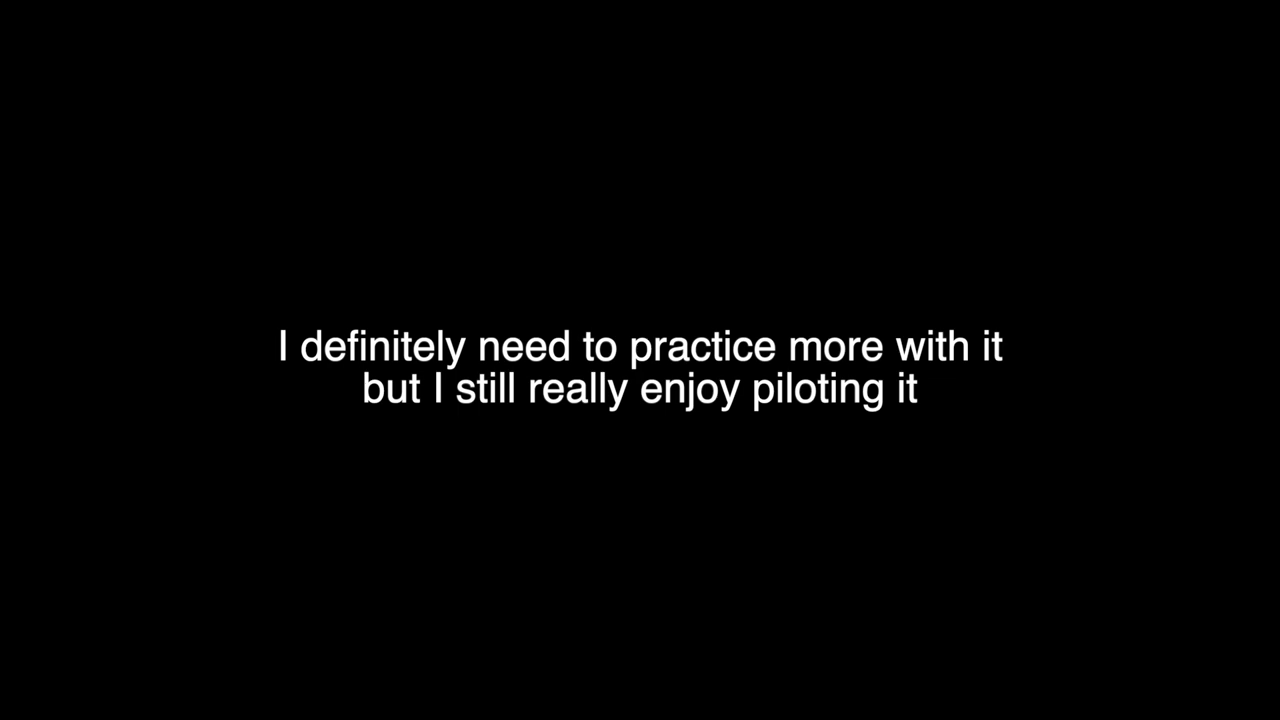 I definitely need to practice more with it
but I still really enjoy piloting it